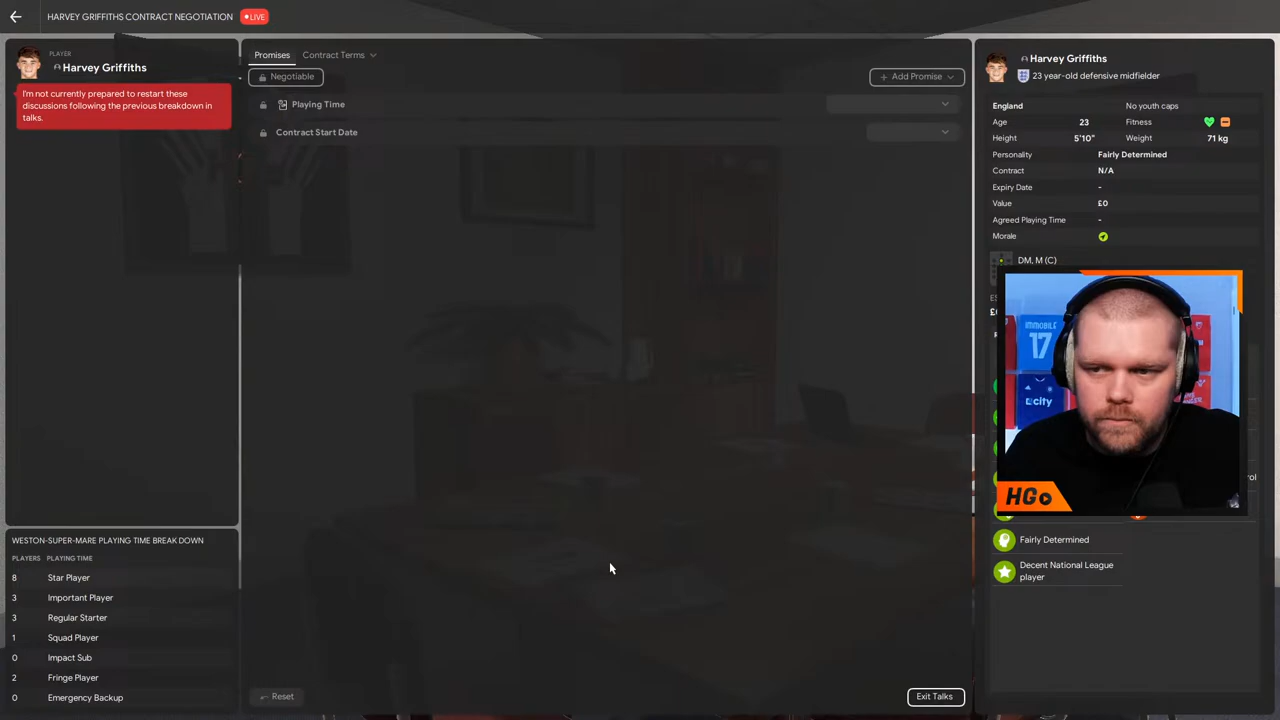 HARVEY GRIFFITHS CONTRACT NEGOTIATION
LIVE
PLAYER
Harvey Griffiths
I'm not currently prepared to restart these
discussions following the previous breakdown in
talks.
WESTON-SUPER-MARE PLAYING TIME BREAK DOWN
PLAYERS PLAYING TIME
8 Star Player
3 Important Player
3 Regular Starter
1 Squad Player
0 Impact Sub
2 Fringe Player
0 Emergency Backup
Promises Contract Terms
Negotiable
Add Promise
Playing Time
Contract Start Date
Reset
Exit Talks
Harvey Griffiths
23 year-old defensive midfielder
England No youth caps
Age 23 Fitness
Height 5'10" Weight 71 kg
Personality Fairly Determined
Contract N/A
Expiry Date -
Value £0
Agreed Playing Time -
Morale
DM, M (C)
IMMOBILE
17
city
HG
Fairly Determined
Decent National League
player